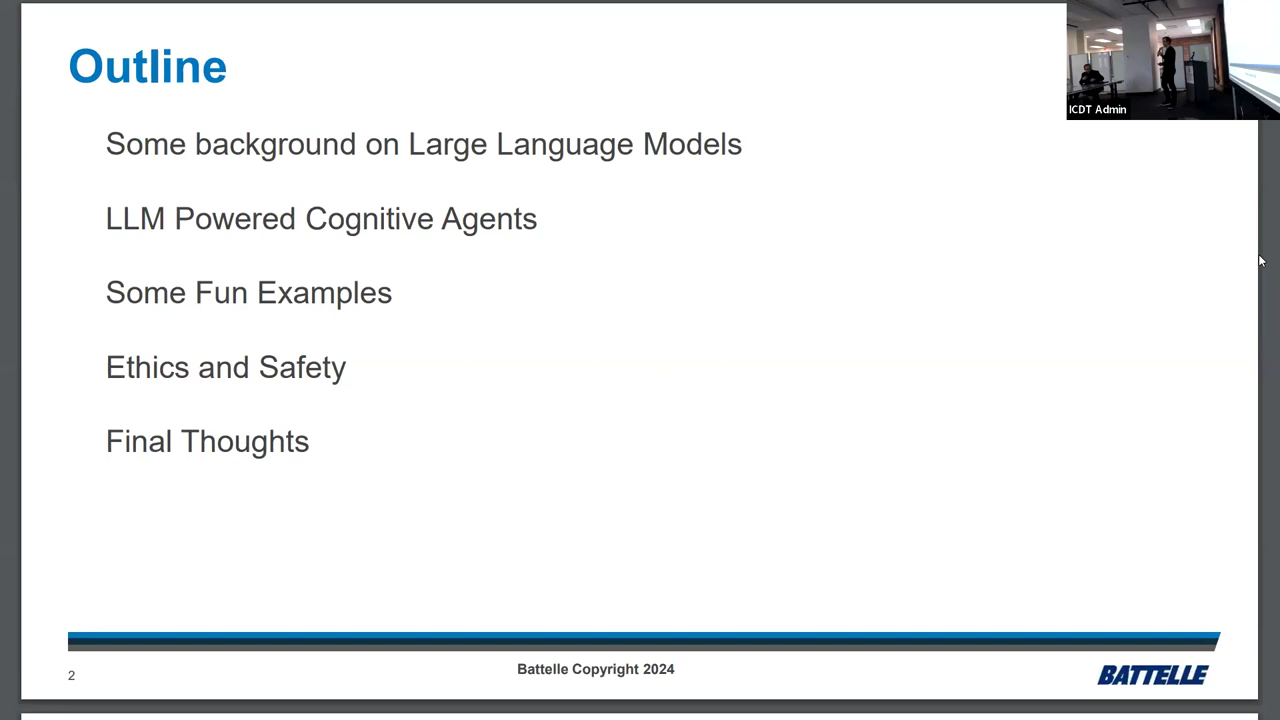 Outline
ICDT Admin
Some background on Large Language Models
LLM Powered Cognitive Agents
Some Fun Examples
Ethics and Safety
Final Thoughts
2
Battelle Copyright 2024
BATTELLE